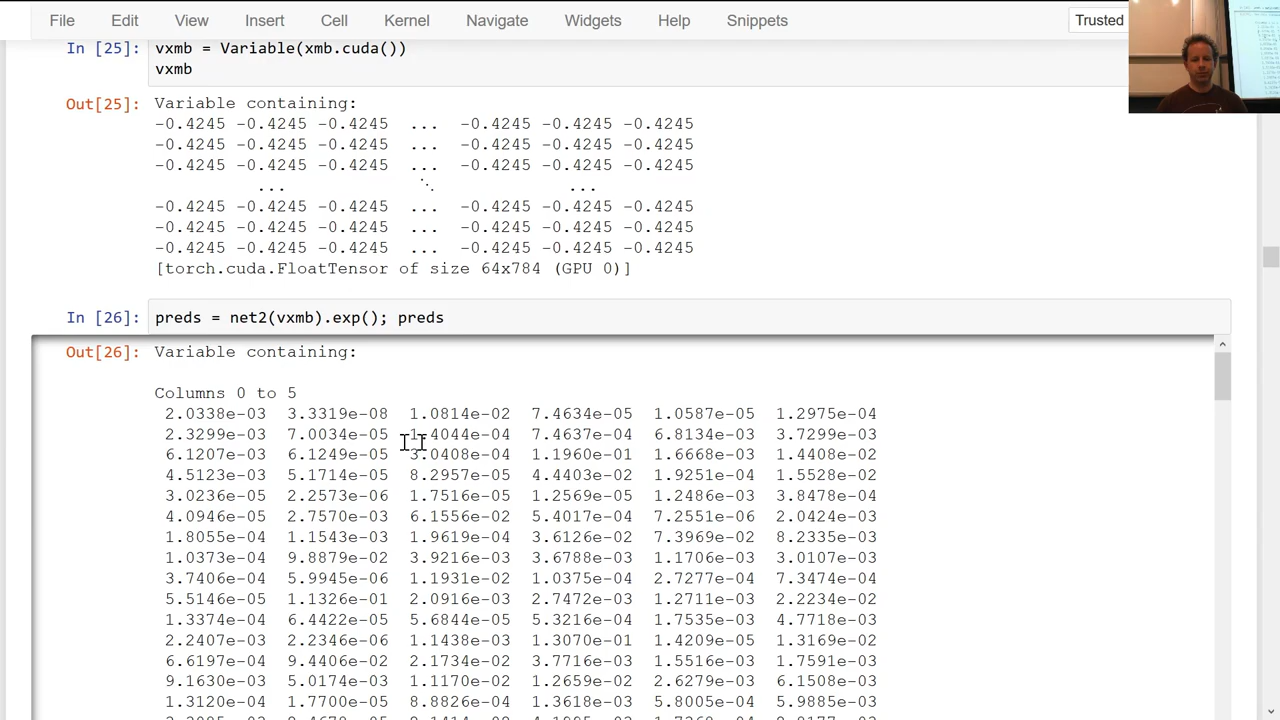 File Edit View Insert Cell Kernel Navigate Widgets Help Snippets Trusted
In [25]: vxmb = Variable(xmb.cuda())
vxmb
Out[25]: Variable containing:
-0.4245 -0.4245 -0.4245 ... -0.4245 -0.4245 -0.4245
-0.4245 -0.4245 -0.4245 ... -0.4245 -0.4245 -0.4245
-0.4245 -0.4245 -0.4245 ... -0.4245 -0.4245 -0.4245
... ⋱ ...
-0.4245 -0.4245 -0.4245 ... -0.4245 -0.4245 -0.4245
-0.4245 -0.4245 -0.4245 ... -0.4245 -0.4245 -0.4245
-0.4245 -0.4245 -0.4245 ... -0.4245 -0.4245 -0.4245
[torch.cuda.FloatTensor of size 64x784 (GPU 0)]
In [26]: preds = net2(vxmb).exp(); preds
Out[26]: Variable containing:
Columns 0 to 5
2.0338e-03 3.3319e-08 1.0814e-02 7.4634e-05 1.0587e-05 1.2975e-04
2.3299e-03 7.0034e-05 1.4044e-04 7.4637e-04 6.8134e-03 3.7299e-03
6.1207e-03 6.1249e-05 3.0408e-04 1.1960e-01 1.6668e-03 1.4408e-02
4.5123e-03 5.1714e-05 8.2957e-05 4.4403e-02 1.9251e-04 1.5528e-02
3.0236e-05 2.2573e-06 1.7516e-05 1.2569e-05 1.2486e-03 3.8478e-04
4.0946e-05 2.7570e-03 6.1556e-02 5.4017e-04 7.2551e-06 2.0424e-03
1.8055e-04 1.1543e-03 1.9619e-04 3.6126e-02 7.3969e-02 8.2335e-03
1.0373e-04 9.8879e-02 3.9216e-03 3.6788e-03 1.1706e-03 3.0107e-03
3.7406e-04 5.9945e-06 1.1931e-02 1.0375e-04 2.7277e-04 7.3474e-04
5.5146e-05 1.1326e-01 2.0916e-03 2.7472e-03 1.2711e-03 2.2234e-02
1.3374e-04 6.4422e-05 5.6844e-05 5.3216e-04 1.7535e-03 4.7718e-03
2.2407e-03 2.2346e-06 1.1438e-03 1.3070e-01 1.4209e-05 1.3169e-02
6.6197e-04 9.4406e-02 2.1734e-02 3.7716e-03 1.5516e-03 1.7591e-03
9.1630e-03 5.0174e-03 1.1170e-02 1.2659e-02 2.6279e-03 6.1508e-03
1.3120e-04 1.7700e-05 8.8826e-04 1.3618e-03 5.8005e-04 5.9885e-03